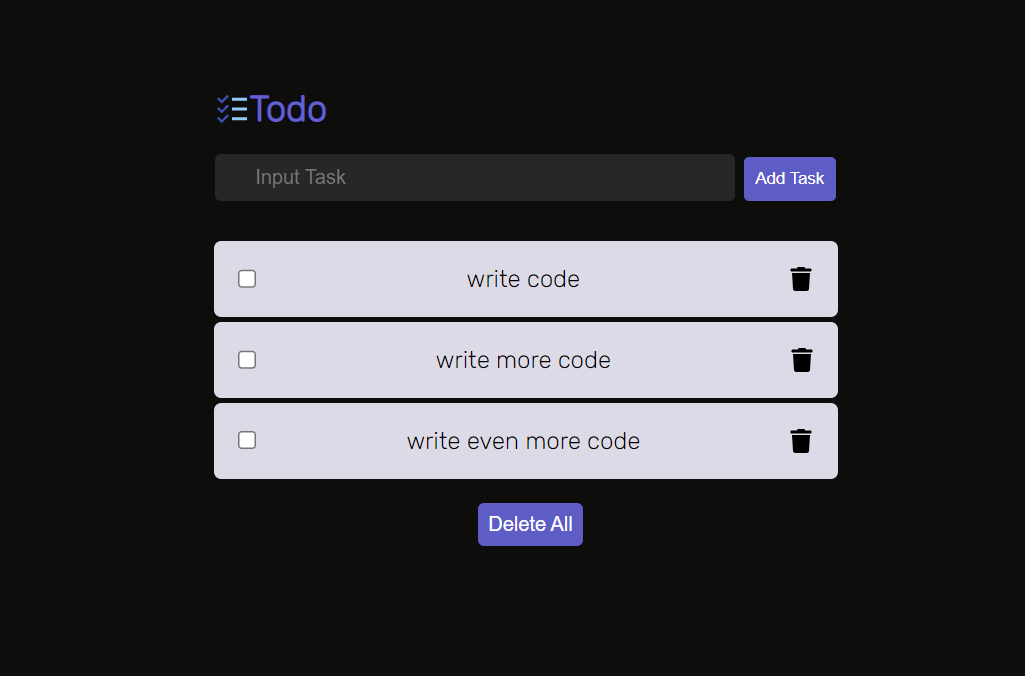 Todo
Input Task
Add Task
write code
write more code
write even more code
Delete All